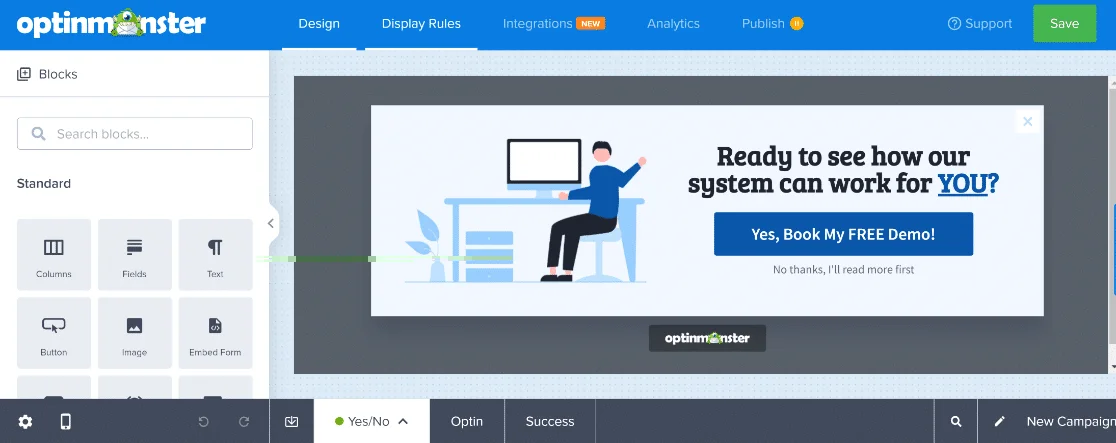 optinmonster
Design
Display Rules
Integrations NEW
Analytics
Publish
Support
Save
Blocks
Search blocks...
Standard
Columns
Fields
Text
Button
Image
Embed Form
Ready to see how our
system can work for YOU?
Yes, Book My FREE Demo!
No thanks, I'll read more first
optinmonster
Yes/No
Optin
Success
New Campaign